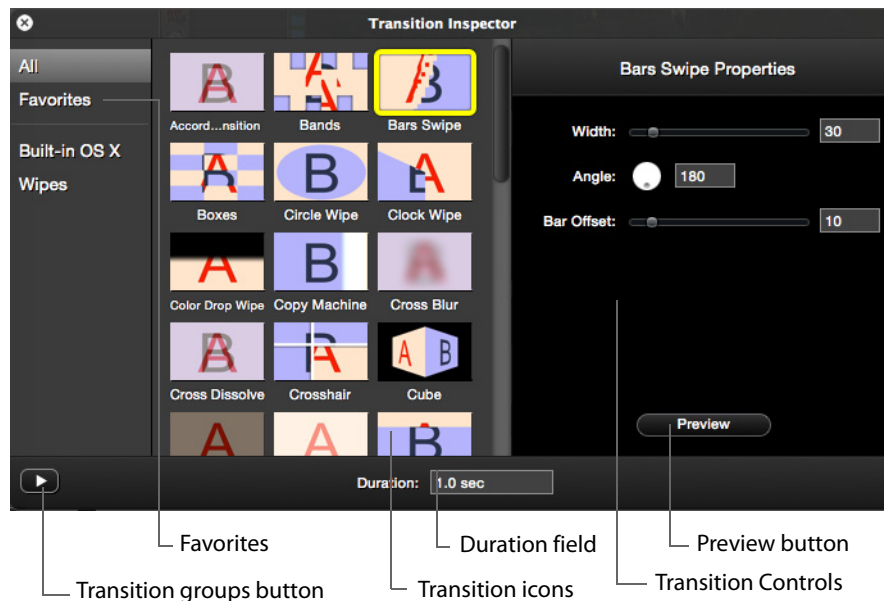 Transition Inspector
All
Favorites
Built-in OS X
Wipes
Accord...nsition
Bands
Bars Swipe
Boxes
Circle Wipe
Clock Wipe
Color Drop Wipe
Copy Machine
Cross Blur
Cross Dissolve
Crosshair
Cube
Bars Swipe Properties
Width: 30
Angle: 180
Bar Offset: 10
Preview
Duration: 1.0 sec
Favorites
Duration field
Preview button
Transition groups button
Transition icons
Transition Controls